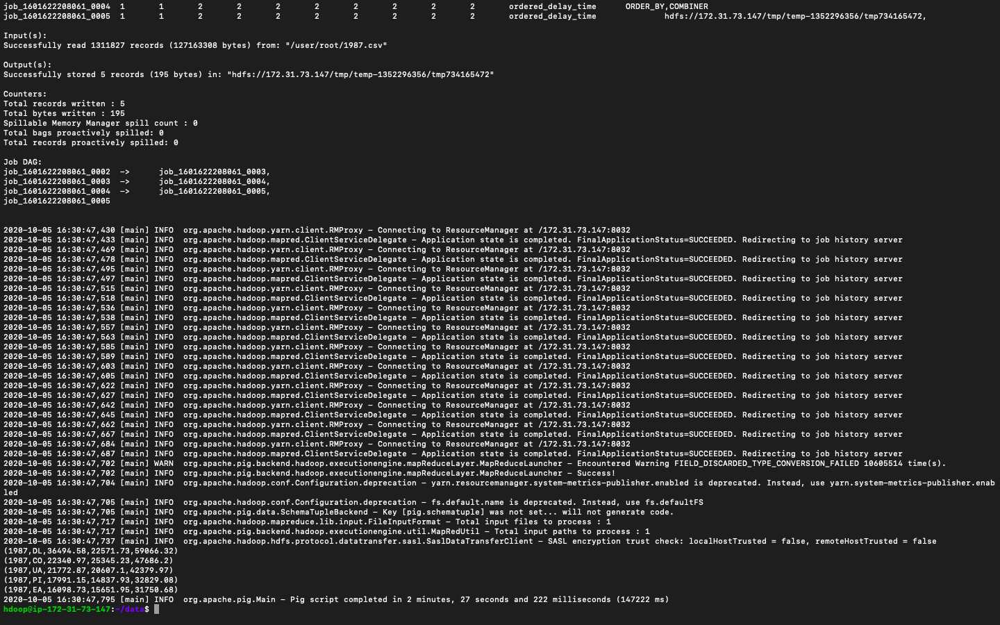 job_1601622208061_0004  1       1       2       2       2       2       2       2       2       2       ordered_delay_time      ORDER_BY,COMBINER
job_1601622208061_0005  1       1       2       2       2       2       2       2       2       2       ordered_delay_time              hdfs://172.31.73.147/tmp/temp-1352296356/tmp734165472,
Input(s):
Successfully read 1311827 records (127163308 bytes) from: "/user/root/1987.csv"
Output(s):
Successfully stored 5 records (195 bytes) in: "hdfs://172.31.73.147/tmp/temp-1352296356/tmp734165472"
Counters:
Total records written : 5
Total bytes written : 195
Spillable Memory Manager spill count : 0
Total bags proactively spilled: 0
Total records proactively spilled: 0
Job DAG:
job_1601622208061_0002  ->      job_1601622208061_0003,
job_1601622208061_0003  ->      job_1601622208061_0004,
job_1601622208061_0004  ->      job_1601622208061_0005,
job_1601622208061_0005
2020-10-05 16:30:47,430 [main] INFO  org.apache.hadoop.yarn.client.RMProxy - Connecting to ResourceManager at /172.31.73.147:8032
2020-10-05 16:30:47,433 [main] INFO  org.apache.hadoop.mapred.ClientServiceDelegate - Application state is completed. FinalApplicationStatus=SUCCEEDED. Redirecting to job history server
2020-10-05 16:30:47,469 [main] INFO  org.apache.hadoop.yarn.client.RMProxy - Connecting to ResourceManager at /172.31.73.147:8032
2020-10-05 16:30:47,478 [main] INFO  org.apache.hadoop.mapred.ClientServiceDelegate - Application state is completed. FinalApplicationStatus=SUCCEEDED. Redirecting to job history server
2020-10-05 16:30:47,495 [main] INFO  org.apache.hadoop.yarn.client.RMProxy - Connecting to ResourceManager at /172.31.73.147:8032
2020-10-05 16:30:47,497 [main] INFO  org.apache.hadoop.mapred.ClientServiceDelegate - Application state is completed. FinalApplicationStatus=SUCCEEDED. Redirecting to job history server
2020-10-05 16:30:47,515 [main] INFO  org.apache.hadoop.yarn.client.RMProxy - Connecting to ResourceManager at /172.31.73.147:8032
2020-10-05 16:30:47,518 [main] INFO  org.apache.hadoop.mapred.ClientServiceDelegate - Application state is completed. FinalApplicationStatus=SUCCEEDED. Redirecting to job history server
2020-10-05 16:30:47,536 [main] INFO  org.apache.hadoop.yarn.client.RMProxy - Connecting to ResourceManager at /172.31.73.147:8032
2020-10-05 16:30:47,538 [main] INFO  org.apache.hadoop.mapred.ClientServiceDelegate - Application state is completed. FinalApplicationStatus=SUCCEEDED. Redirecting to job history server
2020-10-05 16:30:47,557 [main] INFO  org.apache.hadoop.yarn.client.RMProxy - Connecting to ResourceManager at /172.31.73.147:8032
2020-10-05 16:30:47,563 [main] INFO  org.apache.hadoop.mapred.ClientServiceDelegate - Application state is completed. FinalApplicationStatus=SUCCEEDED. Redirecting to job history server
2020-10-05 16:30:47,585 [main] INFO  org.apache.hadoop.yarn.client.RMProxy - Connecting to ResourceManager at /172.31.73.147:8032
2020-10-05 16:30:47,589 [main] INFO  org.apache.hadoop.mapred.ClientServiceDelegate - Application state is completed. FinalApplicationStatus=SUCCEEDED. Redirecting to job history server
2020-10-05 16:30:47,603 [main] INFO  org.apache.hadoop.yarn.client.RMProxy - Connecting to ResourceManager at /172.31.73.147:8032
2020-10-05 16:30:47,605 [main] INFO  org.apache.hadoop.mapred.ClientServiceDelegate - Application state is completed. FinalApplicationStatus=SUCCEEDED. Redirecting to job history server
2020-10-05 16:30:47,622 [main] INFO  org.apache.hadoop.yarn.client.RMProxy - Connecting to ResourceManager at /172.31.73.147:8032
2020-10-05 16:30:47,627 [main] INFO  org.apache.hadoop.mapred.ClientServiceDelegate - Application state is completed. FinalApplicationStatus=SUCCEEDED. Redirecting to job history server
2020-10-05 16:30:47,642 [main] INFO  org.apache.hadoop.yarn.client.RMProxy - Connecting to ResourceManager at /172.31.73.147:8032
2020-10-05 16:30:47,645 [main] INFO  org.apache.hadoop.mapred.ClientServiceDelegate - Application state is completed. FinalApplicationStatus=SUCCEEDED. Redirecting to job history server
2020-10-05 16:30:47,662 [main] INFO  org.apache.hadoop.yarn.client.RMProxy - Connecting to ResourceManager at /172.31.73.147:8032
2020-10-05 16:30:47,667 [main] INFO  org.apache.hadoop.mapred.ClientServiceDelegate - Application state is completed. FinalApplicationStatus=SUCCEEDED. Redirecting to job history server
2020-10-05 16:30:47,684 [main] INFO  org.apache.hadoop.yarn.client.RMProxy - Connecting to ResourceManager at /172.31.73.147:8032
2020-10-05 16:30:47,687 [main] INFO  org.apache.hadoop.mapred.ClientServiceDelegate - Application state is completed. FinalApplicationStatus=SUCCEEDED. Redirecting to job history server
2020-10-05 16:30:47,702 [main] WARN  org.apache.pig.backend.hadoop.executionengine.mapReduceLayer.MapReduceLauncher - Encountered Warning FIELD_DISCARDED_TYPE_CONVERSION_FAILED 10605514 time(s).
2020-10-05 16:30:47,702 [main] INFO  org.apache.pig.backend.hadoop.executionengine.mapReduceLayer.MapReduceLauncher - Success!
2020-10-05 16:30:47,704 [main] INFO  org.apache.hadoop.conf.Configuration.deprecation - yarn.resourcemanager.system-metrics-publisher.enabled is deprecated. Instead, use yarn.system-metrics-publisher.enab
led
2020-10-05 16:30:47,705 [main] INFO  org.apache.hadoop.conf.Configuration.deprecation - fs.default.name is deprecated. Instead, use fs.defaultFS
2020-10-05 16:30:47,705 [main] INFO  org.apache.pig.data.SchemaTupleBackend - Key [pig.schematuple] was not set... will not generate code.
2020-10-05 16:30:47,717 [main] INFO  org.apache.hadoop.mapreduce.lib.input.FileInputFormat - Total input files to process : 1
2020-10-05 16:30:47,717 [main] INFO  org.apache.pig.backend.hadoop.executionengine.util.MapRedUtil - Total input paths to process : 1
2020-10-05 16:30:47,737 [main] INFO  org.apache.hadoop.hdfs.protocol.datatransfer.sasl.SaslDataTransferClient - SASL encryption trust check: localHostTrusted = false, remoteHostTrusted = false
(1987,DL,36494.58,22571.73,59066.32)
(1987,CO,22340.97,25345.23,47686.2)
(1987,UA,21772.87,20607.1,42379.97)
(1987,PI,17991.15,14837.93,32829.08)
(1987,EA,16098.73,15651.95,31750.68)
2020-10-05 16:30:47,795 [main] INFO  org.apache.pig.Main - Pig script completed in 2 minutes, 27 seconds and 222 milliseconds (147222 ms)
hdoop@ip-172-31-73-147:~/data$